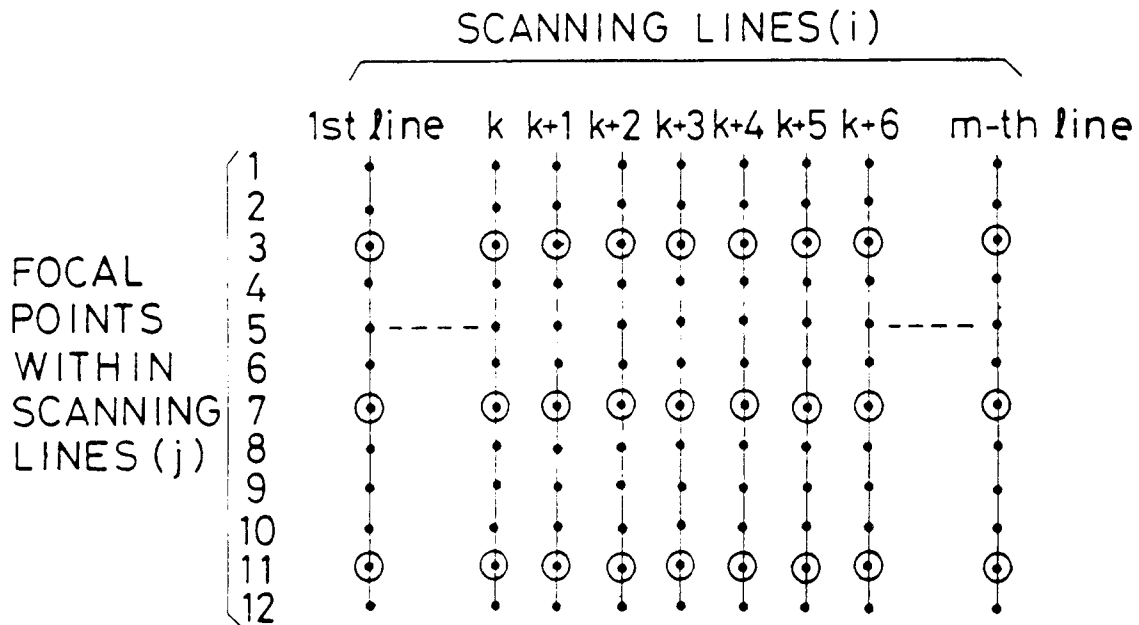 SCANNING LINES(i)
1st line k k+1 k+2 k+3 k+4 k+5 k+6 m-th line
1
2
3
4
5
6
7
8
9
10
11
12
FOCAL
POINTS
WITHIN
SCANNING
LINES(j)